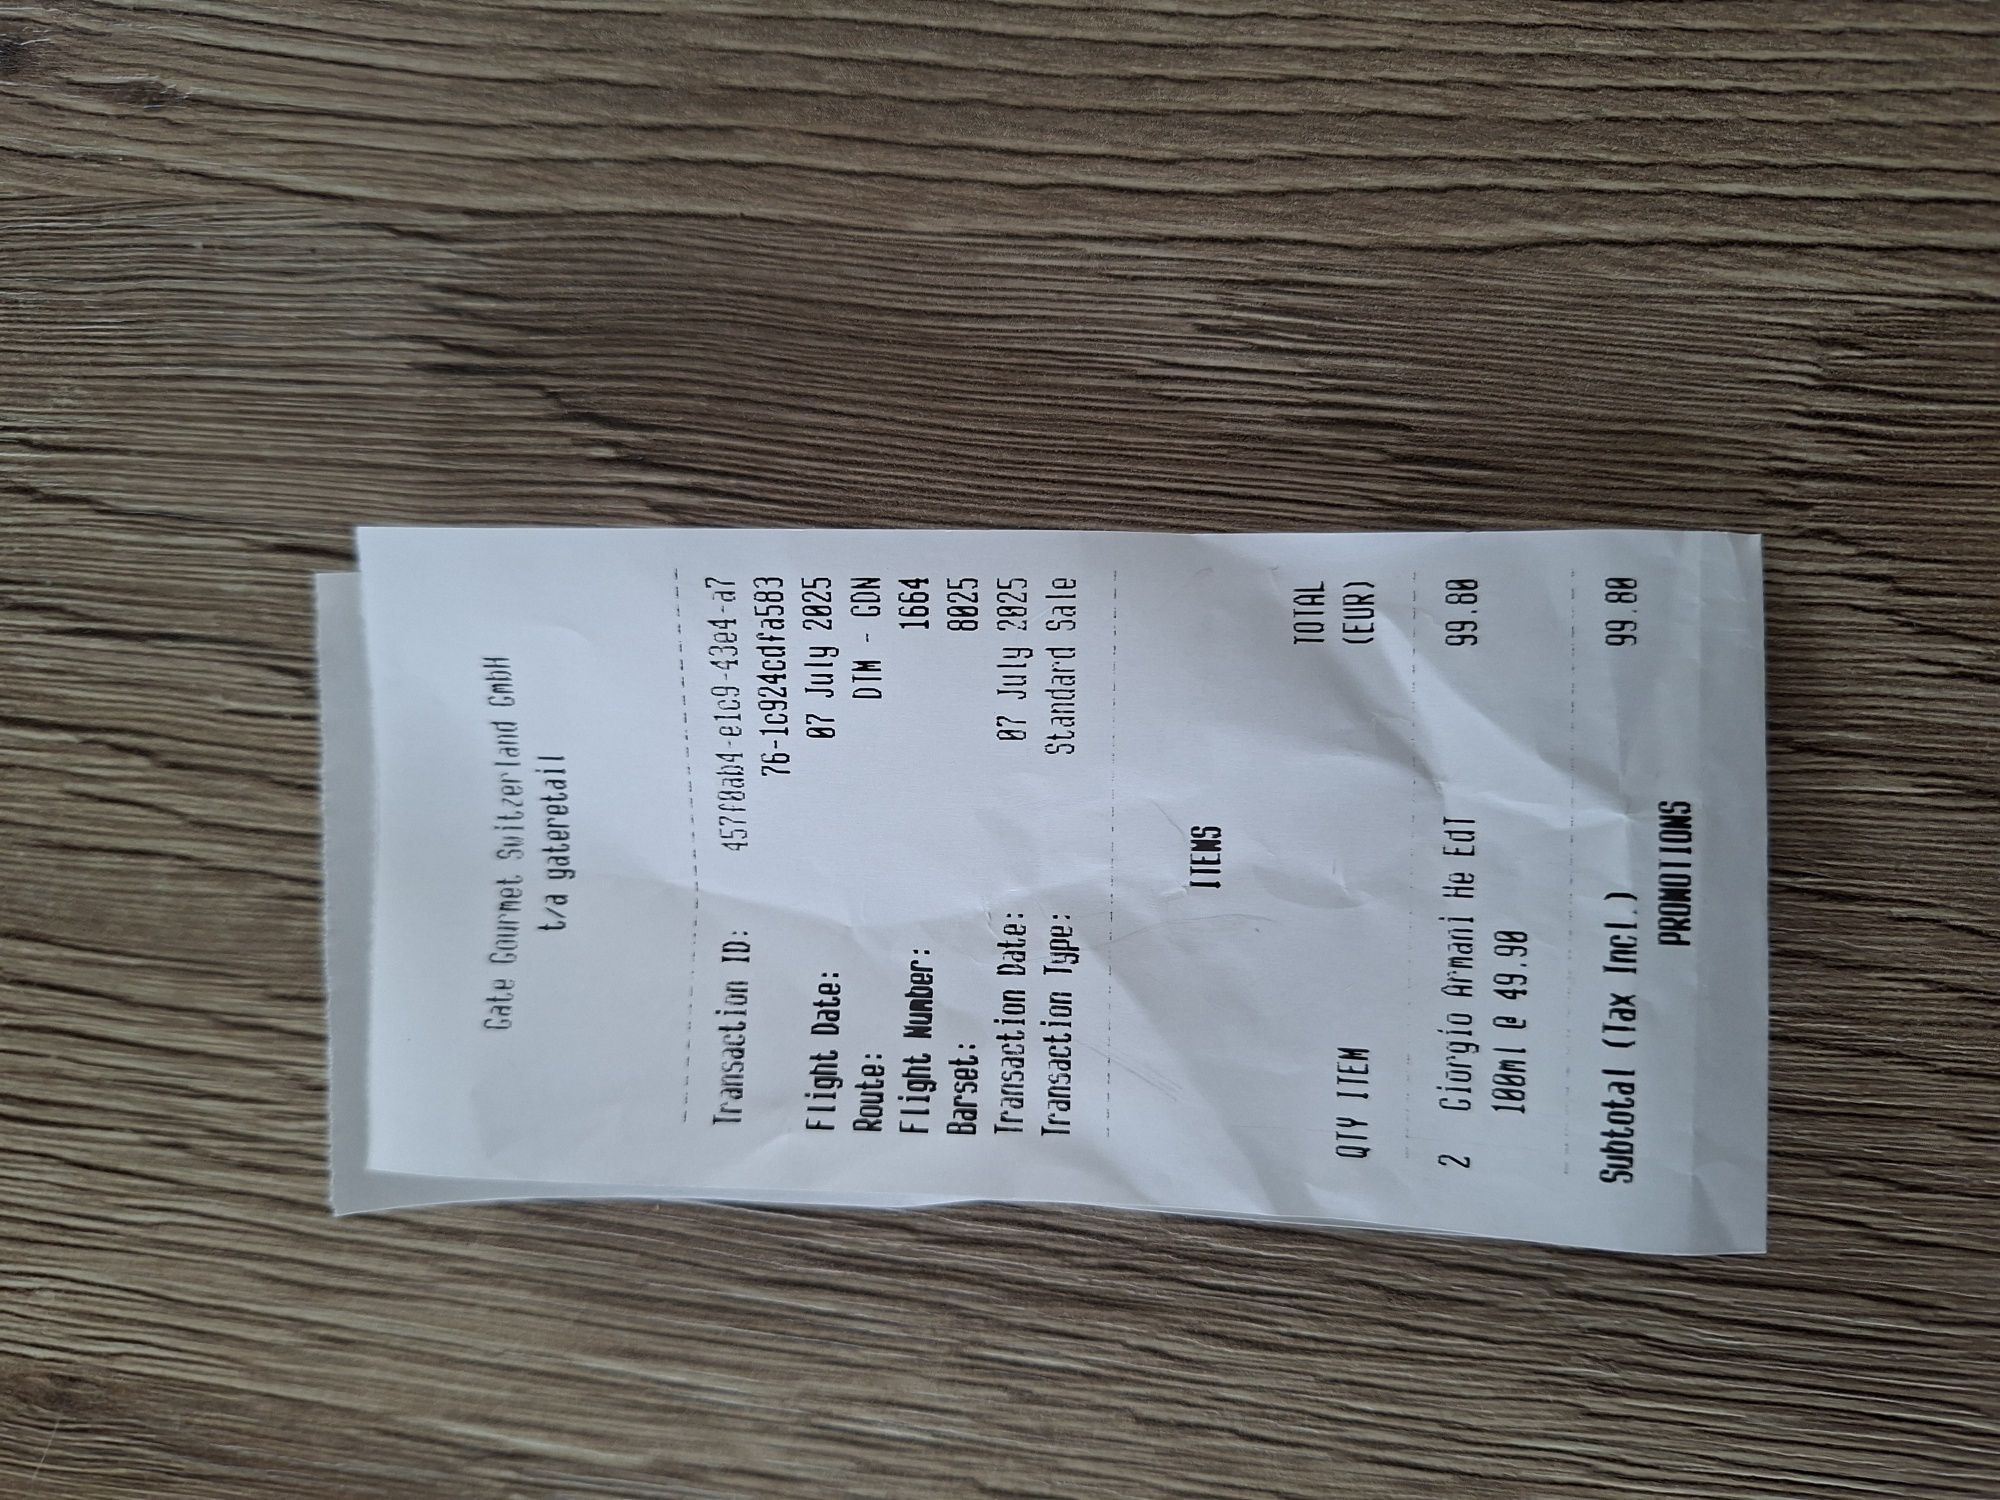 Gate Gourmet Switzerland GmbH
t/a gateretail
Transaction ID: 457f0ab4-e1c9-43e4-a7
76-1c924cdfa583
Flight Date: 07 July 2025
Route: DTM - GDN
Flight Number: 1664
Barset: 8025
Transaction Date: 07 July 2025
Transaction Type: Standard Sale
ITEMS
TOTAL
QTY ITEM (EUR)
2 Giorgio Armani He EdT 99.80
100ml @ 49.90
Subtotal (Tax Incl.) 99.80
PROMOTIONS